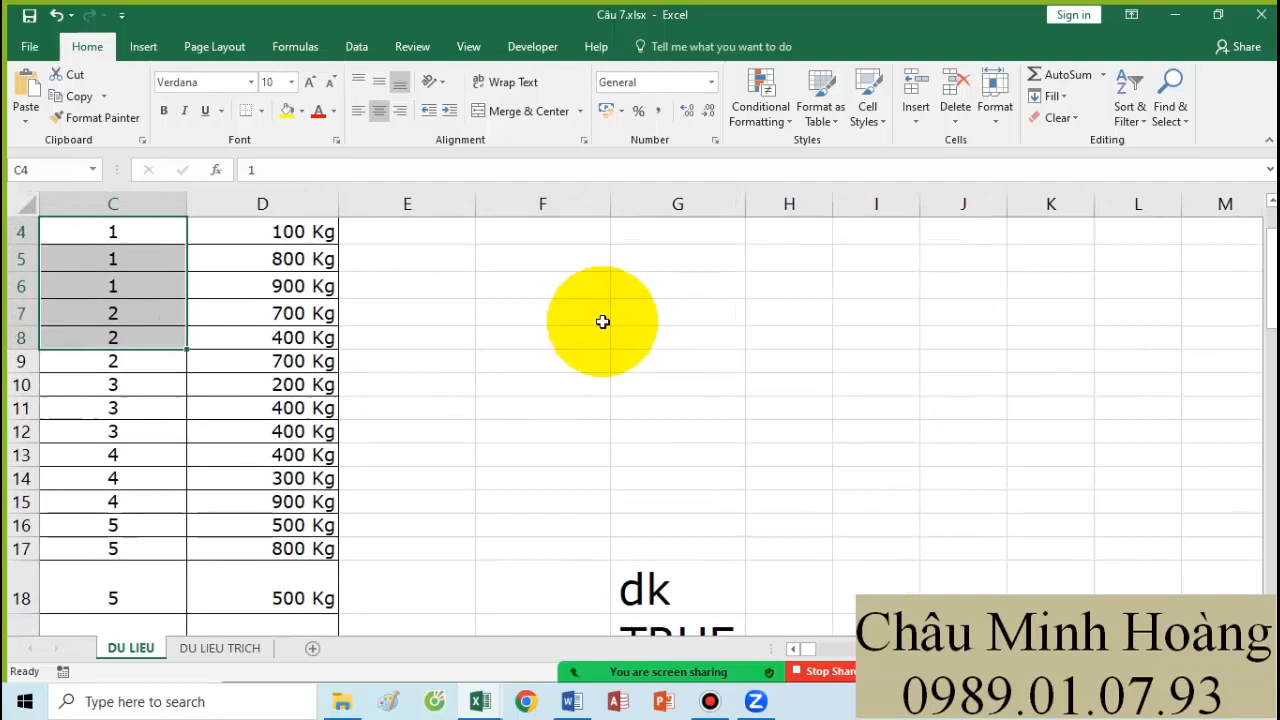 Câu 7.xlsx - Excel
Sign in
File Home Insert Page Layout Formulas Data Review View Developer Help Tell me what you want to do Share
Paste
Cut
Copy
Format Painter
Clipboard
Verdana 10
B I U
Font
Wrap Text
Merge & Center
Alignment
General
Number
Conditional Formatting
Format as Table
Cell Styles
Styles
Insert Delete Format
Cells
AutoSum
Fill
Clear
Sort & Filter
Find & Select
Editing
C4 fx 1
C D E F G H I J K L M
4 1 100 Kg
5 1 800 Kg
6 1 900 Kg
7 2 700 Kg
8 2 400 Kg
9 2 700 Kg
10 3 200 Kg
11 3 400 Kg
12 3 400 Kg
13 4 400 Kg
14 4 300 Kg
15 4 900 Kg
16 5 500 Kg
17 5 800 Kg
18 5 500 Kg dk
TRUE
DU LIEU DU LIEU TRICH
Ready
You are screen sharing Stop Share
Type here to search
Châu Minh Hoàng
0989.01.07.93